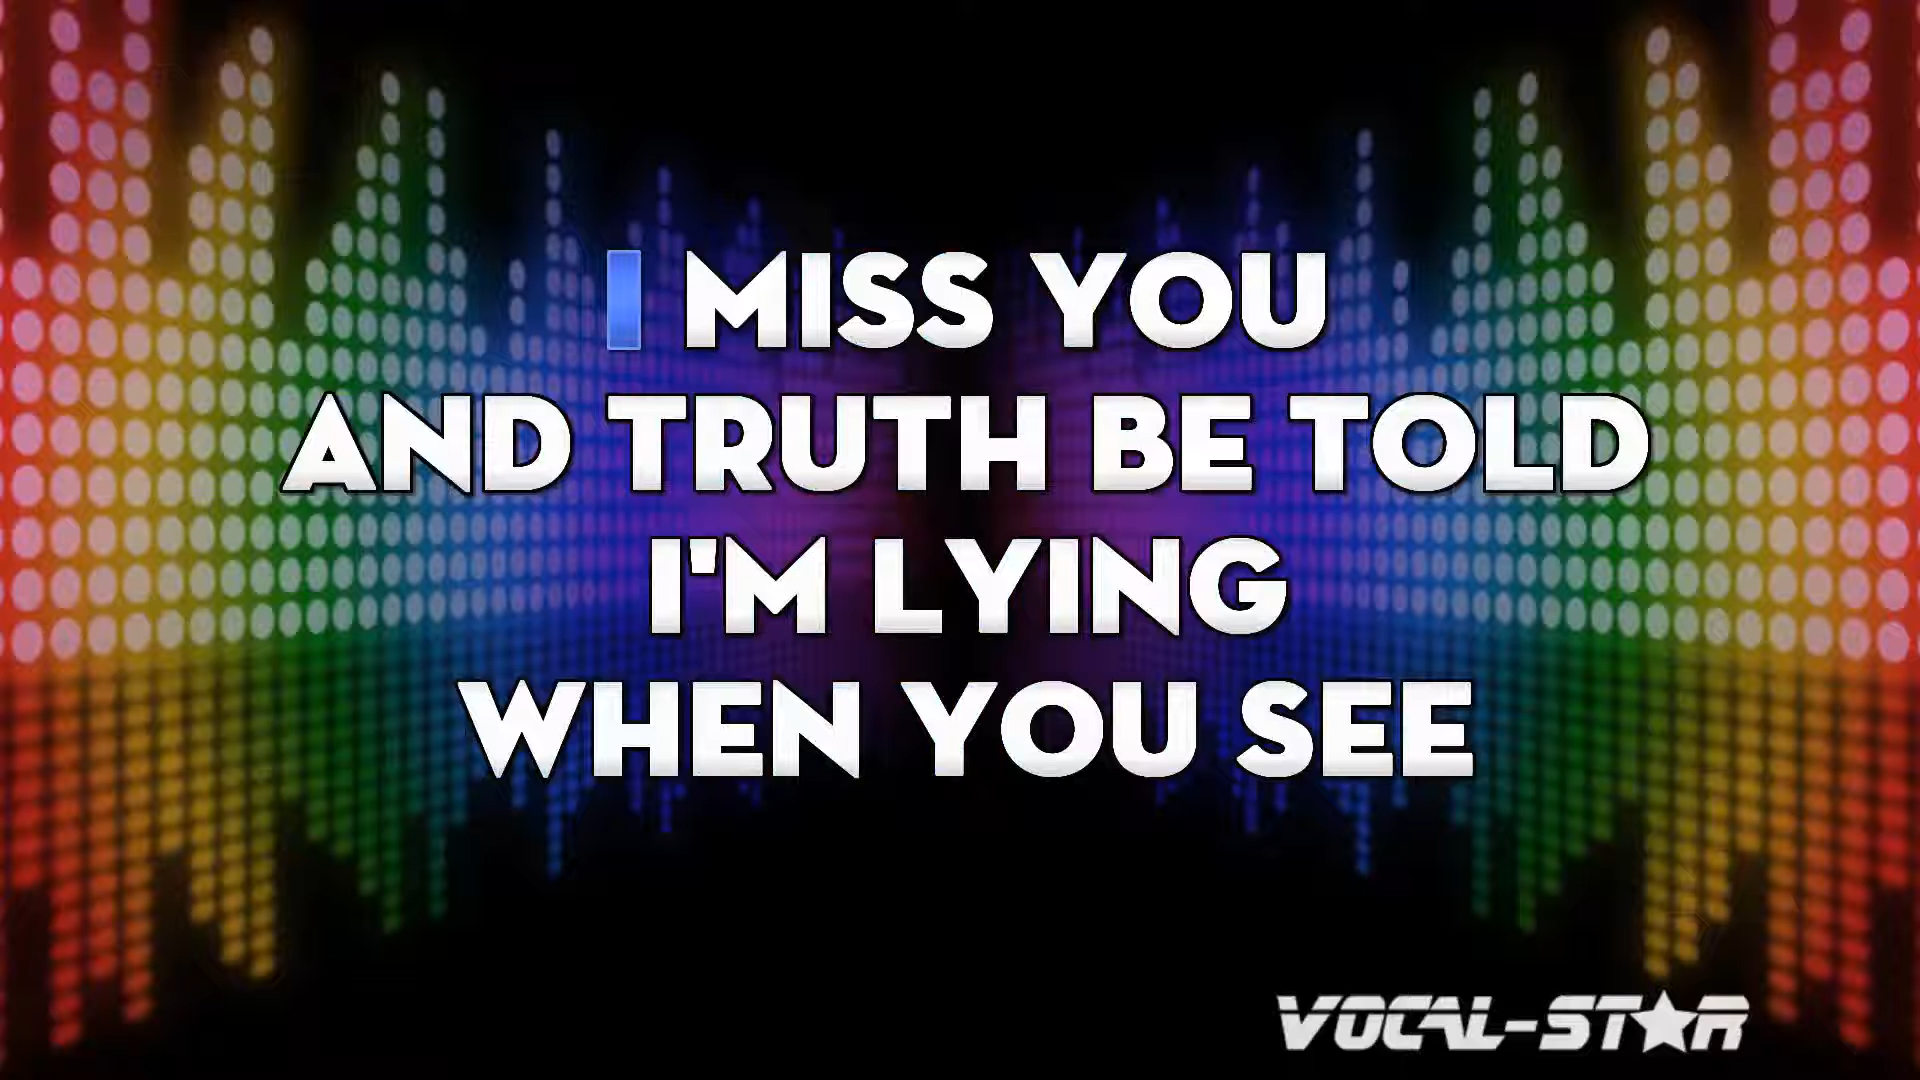 I MISS YOU
AND TRUTH BE TOLD
I'M LYING
WHEN YOU SEE
VOCAL-STAR